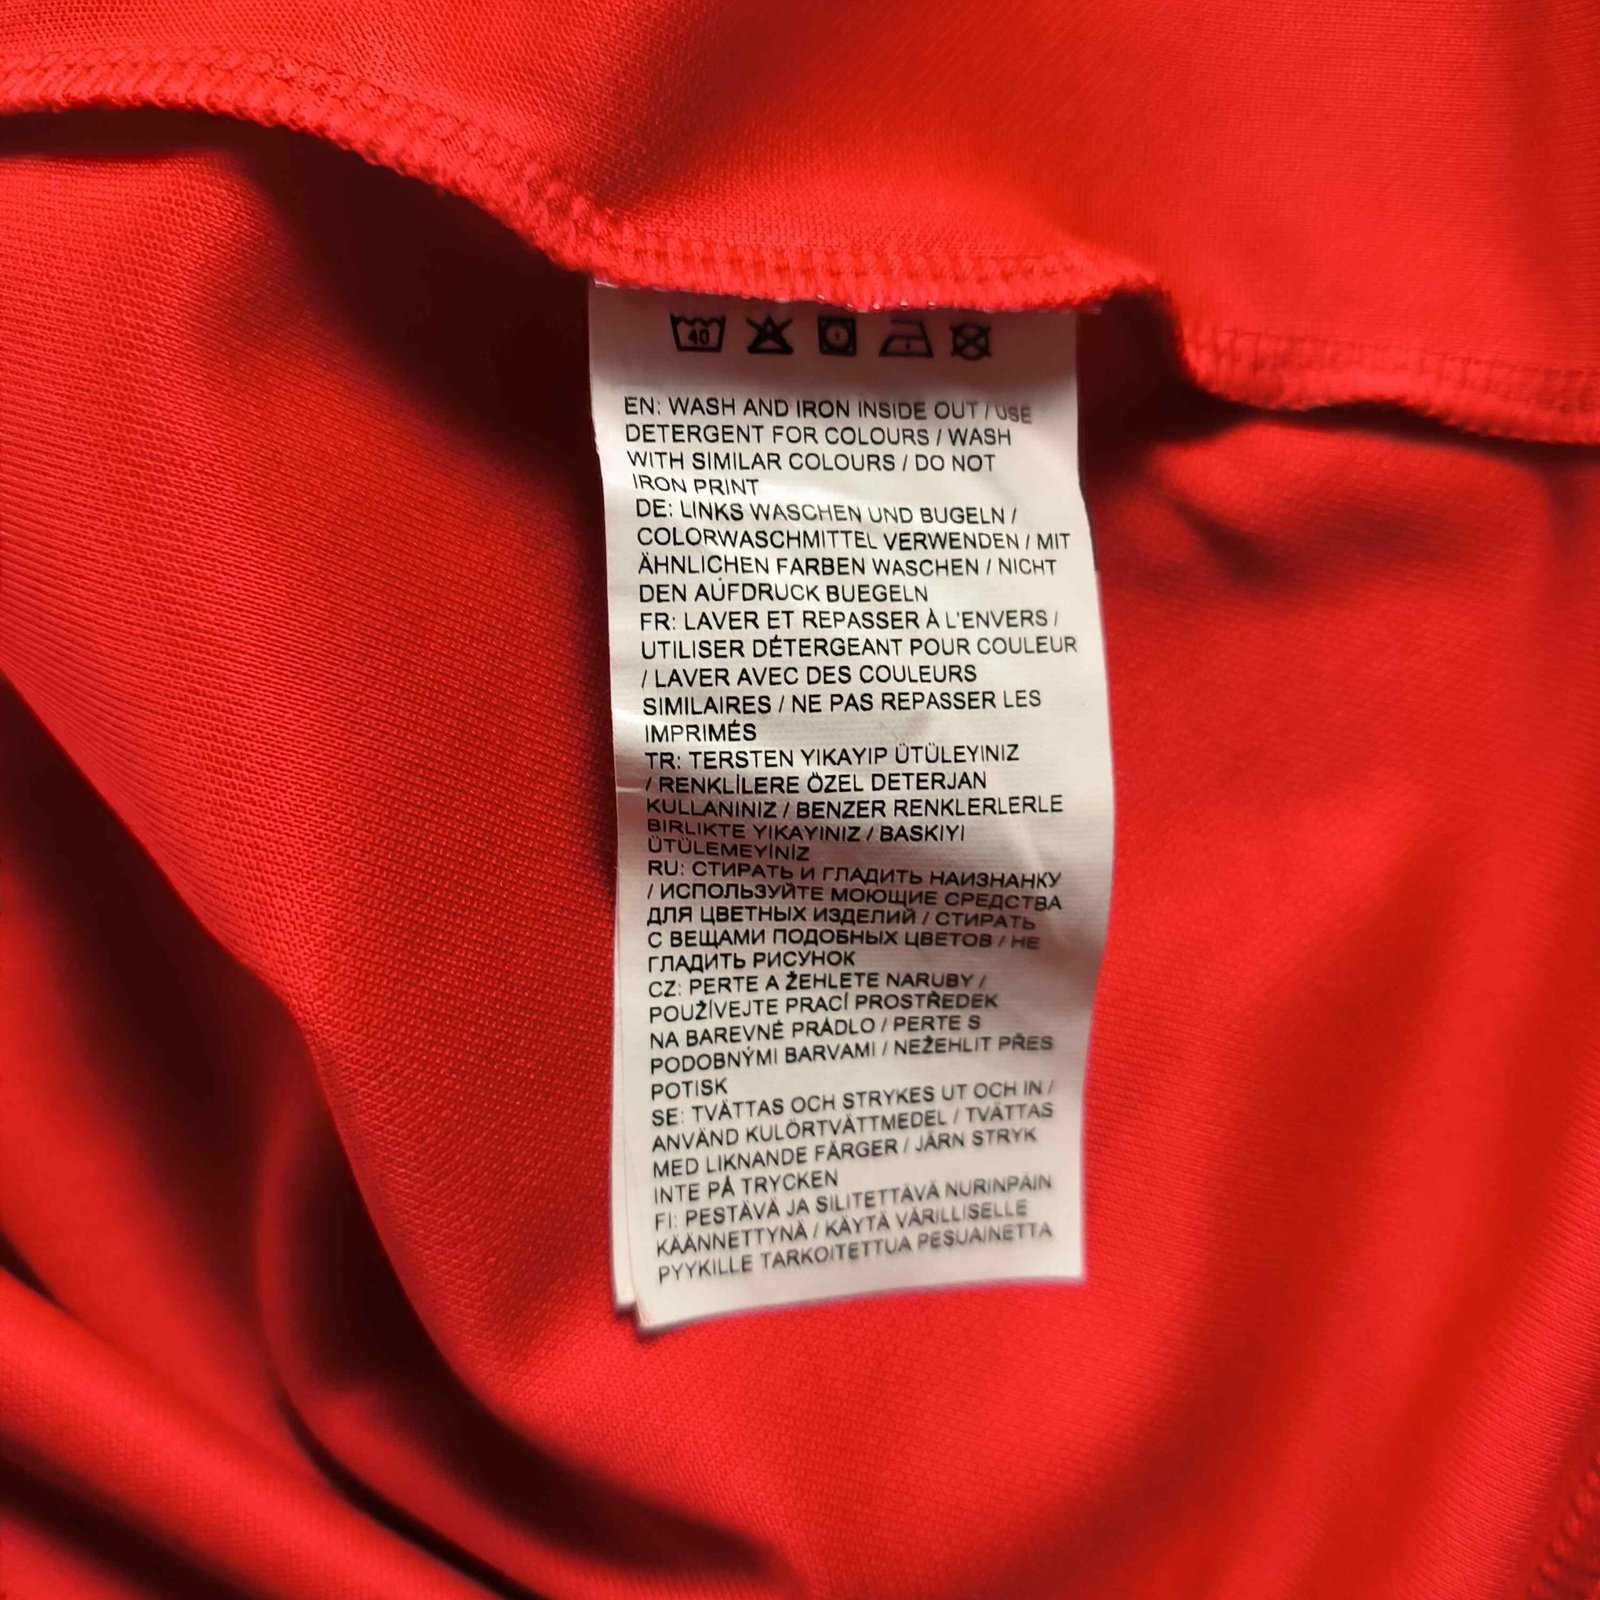 40
EN: WASH AND IRON INSIDE OUT / USE
DETERGENT FOR COLOURS / WASH
WITH SIMILAR COLOURS / DO NOT
IRON PRINT
DE: LINKS WASCHEN UND BUGELN /
COLORWASCHMITTEL VERWENDEN / MIT
ÄHNLICHEN FARBEN WASCHEN / NICHT
DEN AUFDRUCK BUEGELN
FR: LAVER ET REPASSER À L'ENVERS /
UTILISER DÉTERGEANT POUR COULEUR
/ LAVER AVEC DES COULEURS
SIMILAIRES / NE PAS REPASSER LES
IMPRIMÉS
TR: TERSTEN YIKAYIP ÜTÜLEYINIZ
/ RENKLİLERE ÖZEL DETERJAN
KULLANINIZ / BENZER RENKLERLERLE
BIRLIKTE YIKAYINIZ / BASKIYI
ÜTÜLEMEYİNİZ
RU: СТИРАТЬ И ГЛАДИТЬ НАИЗНАНКУ
/ ИСПОЛЬЗУЙТЕ МОЮЩИЕ СРЕДСТВА
ДЛЯ ЦВЕТНЫХ ИЗДЕЛИЙ / СТИРАТЬ
С ВЕЩАМИ ПОДОБНЫХ ЦВЕТОВ / НЕ
ГЛАДИТЬ РИСУНОК
CZ: PERTE A ŽEHLETE NARUBY /
POUŽÍVEJTE PRACÍ PROSTŘEDEK
NA BAREVNÉ PRÁDLO / PERTE S
PODOBNÝMI BARVAMI / NEŽEHLIT PŘES
POTISK
SE: TVÄTTAS OCH STRYKES UT OCH IN /
ANVÄND KULÖRTVÄTTMEDEL / TVÄTTAS
MED LIKNANDE FÄRGER / JÄRN STRYK
INTE PÅ TRYCKEN
FI: PESTÄVÄ JA SILITETTÄVÄ NURINPÄIN
KÄÄNNETTYNÄ / KÄYTÄ VÄRILLISELLE
PYYKILLE TARKOITETTUA PESUAINETTA